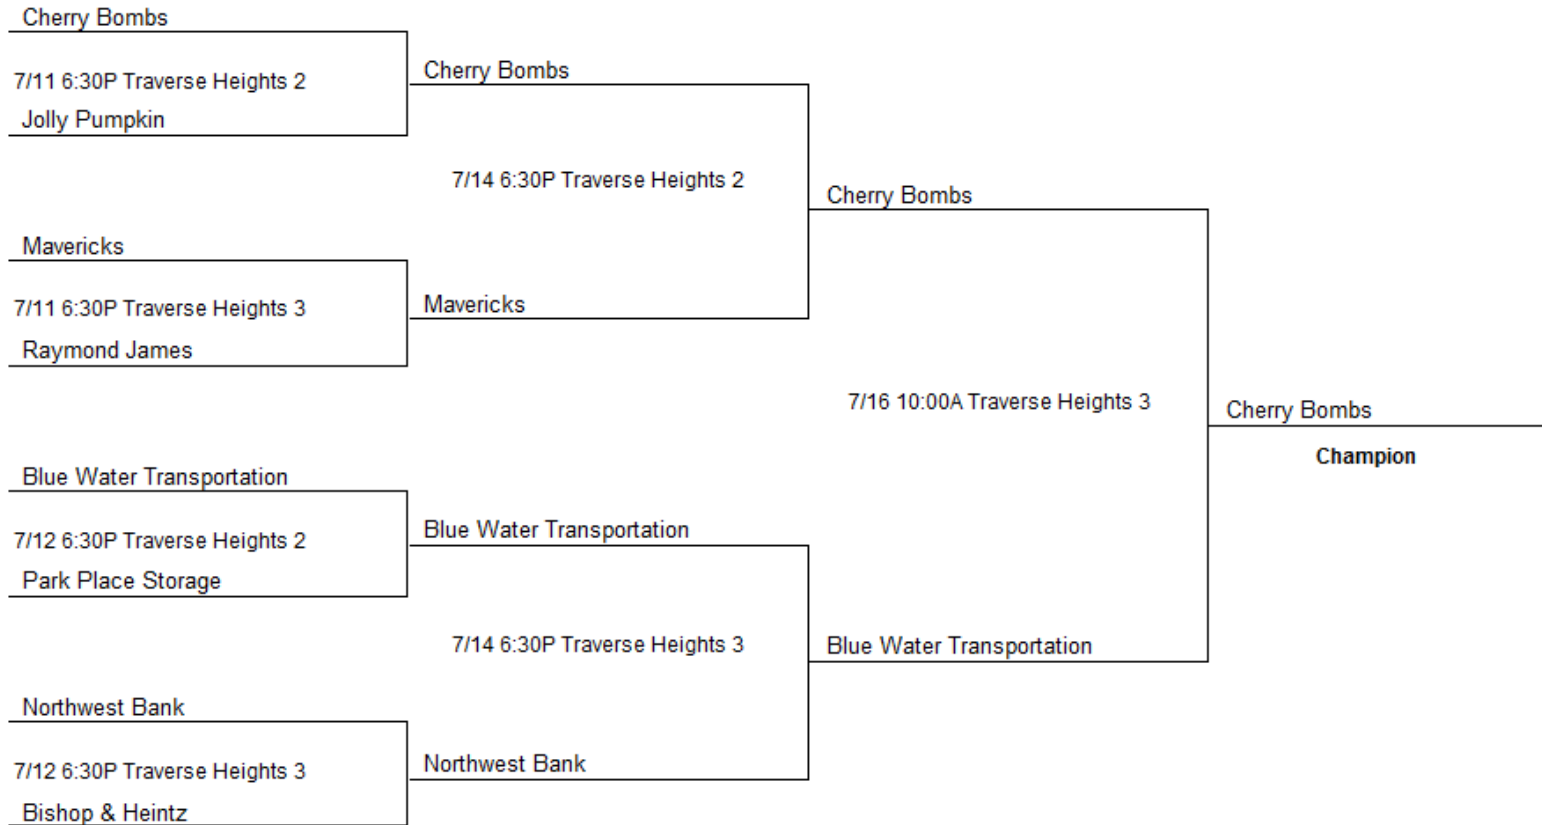 Cherry Bombs
7/11 6:30P Traverse Heights 2
Jolly Pumpkin
Cherry Bombs
7/14 6:30P Traverse Heights 2
Mavericks
7/11 6:30P Traverse Heights 3
Raymond James
Mavericks
Cherry Bombs
7/16 10:00A Traverse Heights 3
Cherry Bombs
Champion
Blue Water Transportation
7/12 6:30P Traverse Heights 2
Park Place Storage
Blue Water Transportation
7/14 6:30P Traverse Heights 3
Blue Water Transportation
Northwest Bank
7/12 6:30P Traverse Heights 3
Bishop & Heintz
Northwest Bank